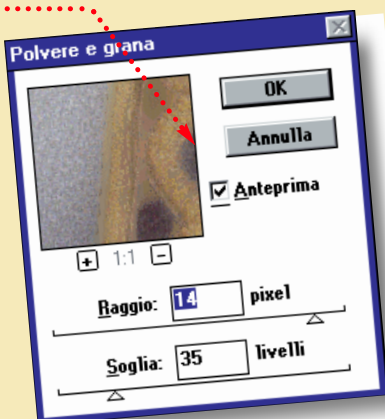 Polvere e grana
OK
Annulla
Anteprima
+ 1:1 -
Raggio: 14 pixel
Soglia: 35 livelli